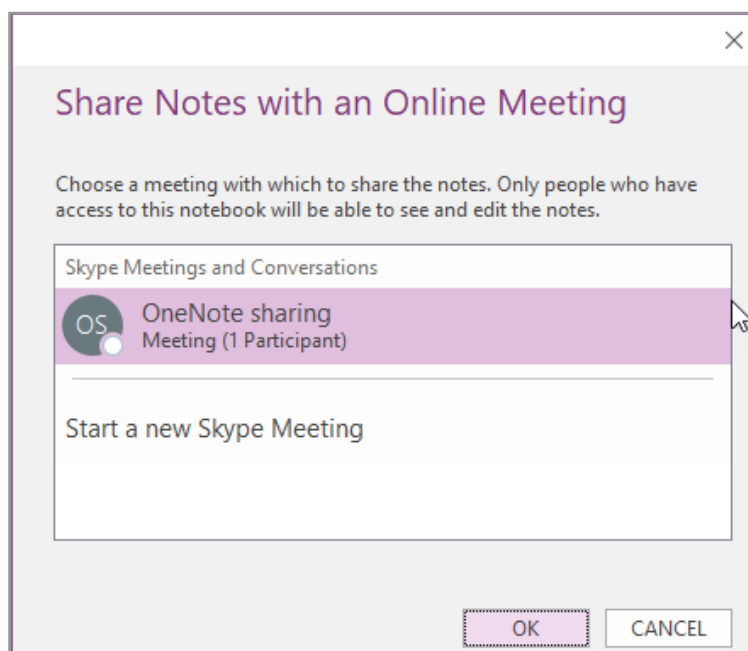 Share Notes with an Online Meeting
Choose a meeting with which to share the notes. Only people who have
access to this notebook will be able to see and edit the notes.
Skype Meetings and Conversations
OS
OneNote sharing
Meeting (1 Participant)
Start a new Skype Meeting
OK
CANCEL